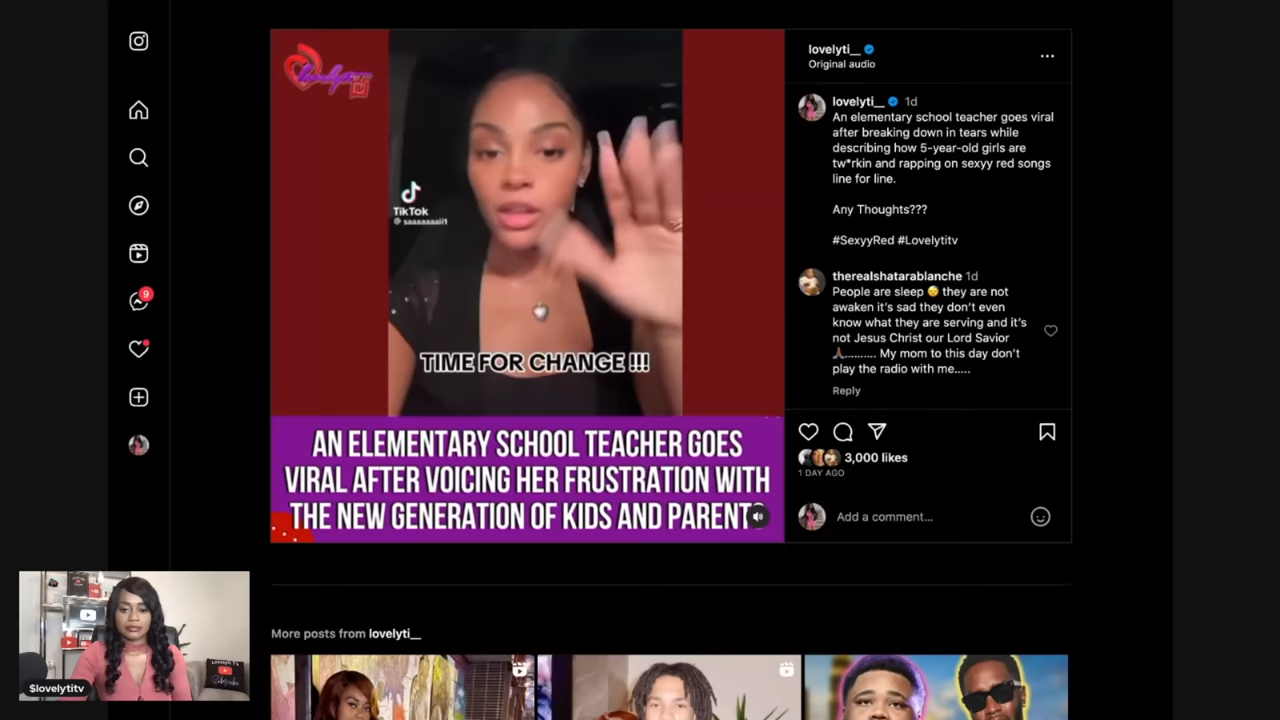 lovelyti__
Original audio
lovelyti__ 1d
An elementary school teacher goes viral
after breaking down in tears while
describing how 5-year-old girls are
tw*rkin and rapping on sexyy red songs
line for line.
Any Thoughts???
#SexyyRed #Lovelytitv
therealshatarablanche 1d
People are sleep 😴 they are not
awaken it's sad they don't even
know what they are serving and it's
not Jesus Christ our Lord Savior
🙏🏾.......... My mom to this day don't
play the radio with me.....
Reply
3,000 likes
1 DAY AGO
Add a comment...
9
TikTok
@saaaaaaaii1
TIME FOR CHANGE !!!
AN ELEMENTARY SCHOOL TEACHER GOES
VIRAL AFTER VOICING HER FRUSTRATION WITH
THE NEW GENERATION OF KIDS AND PARENTS
More posts from lovelyti__
$lovelytitv